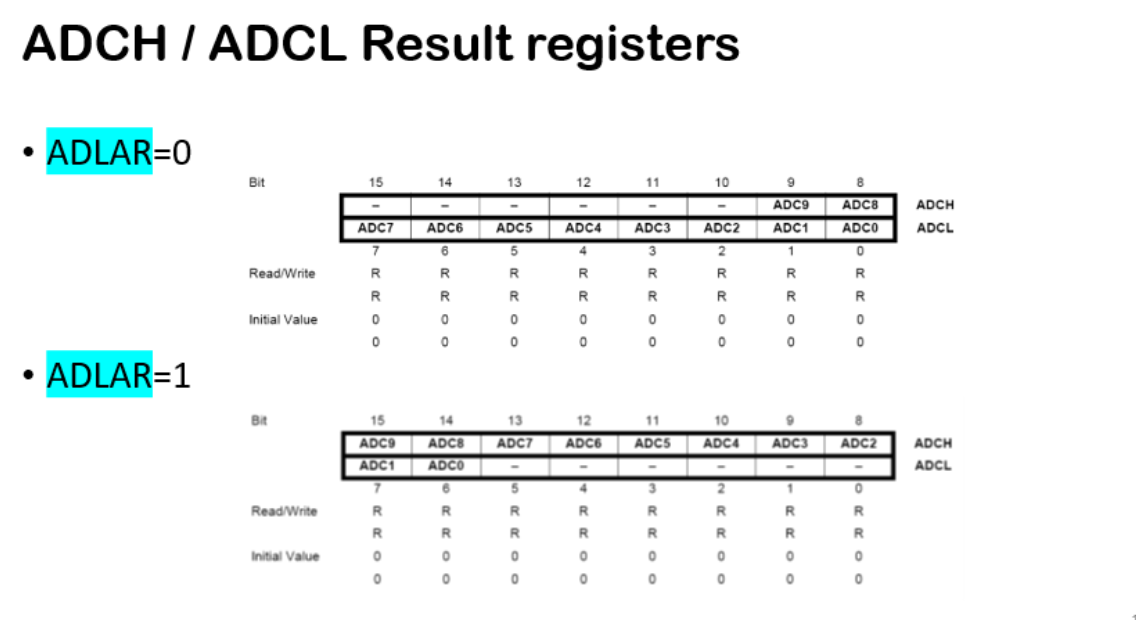 ADCH / ADCL Result registers
• ADLAR=0
Bit 15 14 13 12 11 10 9 8
– – – – – – ADC9 ADC8 ADCH
ADC7 ADC6 ADC5 ADC4 ADC3 ADC2 ADC1 ADC0 ADCL
7 6 5 4 3 2 1 0
Read/Write R R R R R R R R
R R R R R R R R
Initial Value 0 0 0 0 0 0 0 0
0 0 0 0 0 0 0 0
• ADLAR=1
Bit 15 14 13 12 11 10 9 8
ADC9 ADC8 ADC7 ADC6 ADC5 ADC4 ADC3 ADC2 ADCH
ADC1 ADC0 – – – – – – ADCL
7 6 5 4 3 2 1 0
Read/Write R R R R R R R R
R R R R R R R R
Initial Value 0 0 0 0 0 0 0 0
0 0 0 0 0 0 0 0